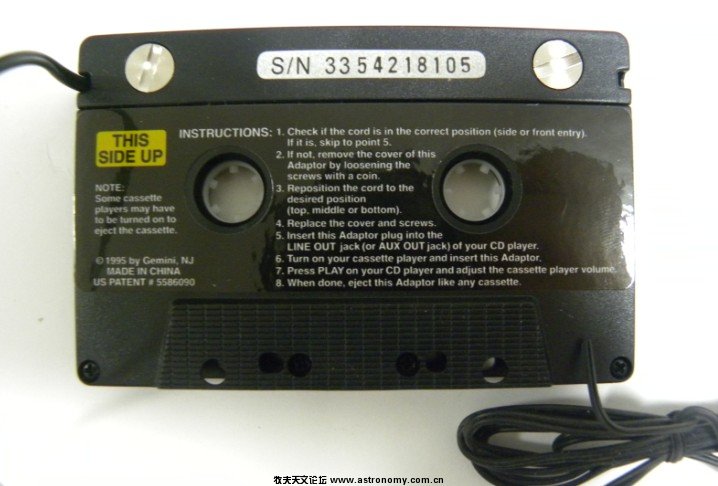 S/N 3354218105
THIS
SIDE UP
NOTE:
Some cassette
players may have
to be turned on to
eject the cassette.
© 1995 by Gemini, NJ
MADE IN CHINA
US PATENT # 5586090
INSTRUCTIONS: 1. Check if the cord is in the correct position (side or front entry).
If it is, skip to point 5.
2. If not, remove the cover of this
Adaptor by loosening the
screws with a coin.
3. Reposition the cord to the
desired position
(top, middle or bottom).
4. Replace the cover and screws.
5. Insert this Adaptor plug into the
LINE OUT jack (or AUX OUT jack) of your CD player.
6. Turn on your cassette player and insert this Adaptor.
7. Press PLAY on your CD player and adjust the cassette player volume.
8. When done, eject this Adaptor like any cassette.
牧夫天文论坛 www.astronomy.com.cn